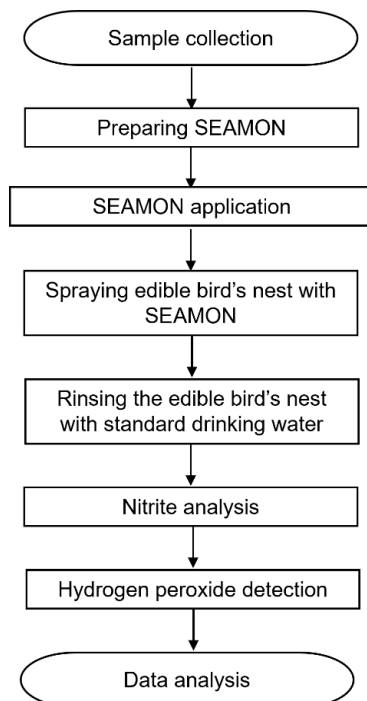 Sample collection
Preparing SEAMON
SEAMON application
Spraying edible bird’s nest with
SEAMON
Rinsing the edible bird’s nest
with standard drinking water
Nitrite analysis
Hydrogen peroxide detection
Data analysis